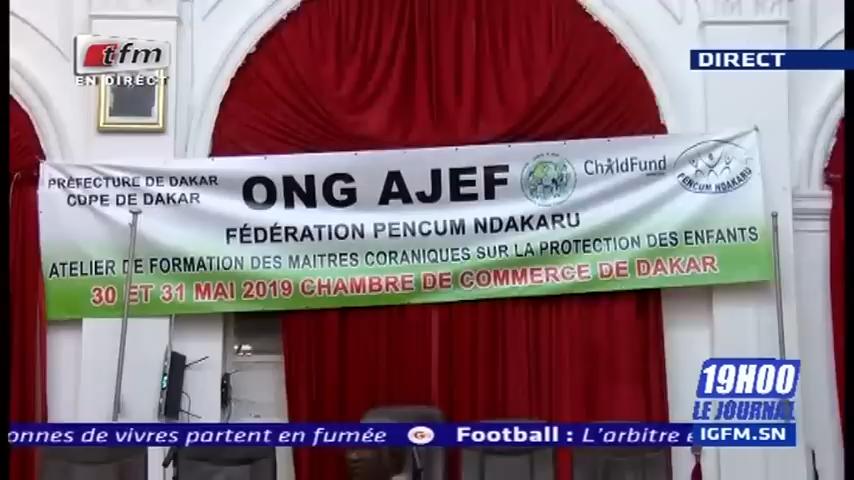 tfm
EN DIRECT
DIRECT
PRÉFECTURE DE DAKAR
CDPE DE DAKAR
ONG AJEF
ChildFund
PENCUM NDAKARU
FÉDÉRATION PENCUM NDAKARU
ATELIER DE FORMATION DES MAITRES CORANIQUES SUR LA PROTECTION DES ENFANTS
30 ET 31 MAI 2019 CHAMBRE DE COMMERCE DE DAKAR
19H00
LE JOURNAL
onnes de vivres partent en fumée G Football : L'arbitre
IGFM.SN